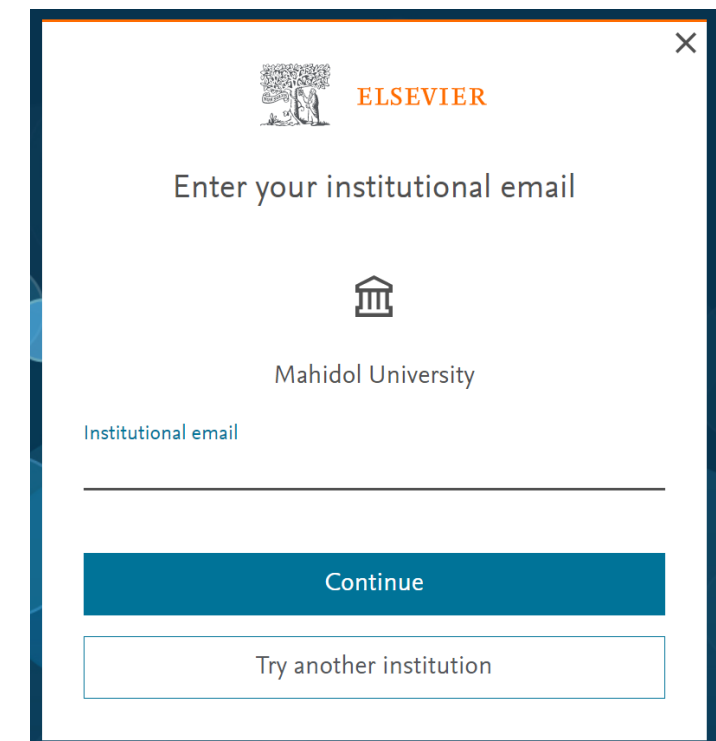 ELSEVIER
Enter your institutional email
Mahidol University
Institutional email
Continue
Try another institution